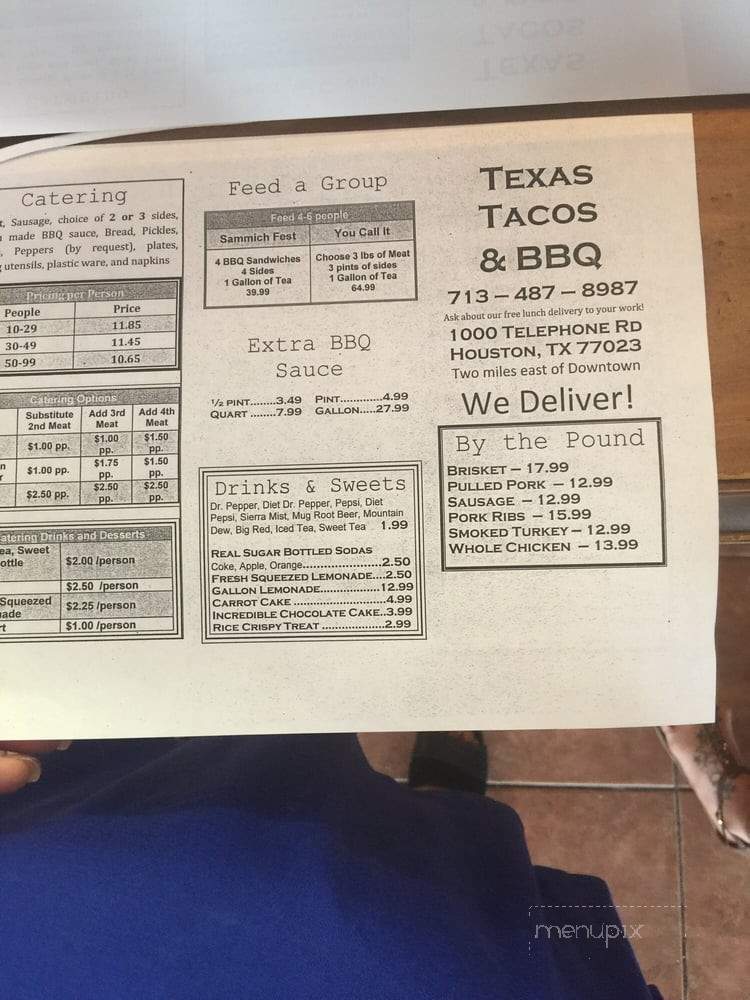 Catering
Sausage, choice of 2 or 3 sides,
made BBQ sauce, Bread, Pickles,
Peppers (by request), plates,
utensils, plastic ware, and napkins
Pricing per Person
People Price
10-29 11.85
30-49 11.45
50-99 10.65
Catering Options
Substitute 2nd Meat Add 3rd Meat Add 4th Meat
$1.00 pp. $1.00 pp. $1.50 pp.
$1.00 pp. $1.75 pp. $1.50 pp.
$2.50 pp. $2.50 pp. $2.50 pp.
atering Drinks and Desserts
ea, Sweet
ottle $2.00 /person
$2.50 /person
Squeezed
ade $2.25 /person
$1.00 /person
Feed a Group
Feed 4-6 people
Sammich Fest
4 BBQ Sandwiches
4 Sides
1 Gallon of Tea
39.99
You Call It
Choose 3 lbs of Meat
3 pints of sides
1 Gallon of Tea
64.99
Extra BBQ
Sauce
½ PINT........3.49 PINT.............4.99
QUART ........7.99 GALLON.....27.99
Drinks & Sweets
Dr. Pepper, Diet Dr. Pepper, Pepsi, Diet
Pepsi, Sierra Mist, Mug Root Beer, Mountain
Dew, Big Red, Iced Tea, Sweet Tea 1.99
REAL SUGAR BOTTLED SODAS
Coke, Apple, Orange........................2.50
FRESH SQUEEZED LEMONADE....2.50
GALLON LEMONADE..................12.99
CARROT CAKE ............................4.99
INCREDIBLE CHOCOLATE CAKE..3.99
RICE CRISPY TREAT ...................2.99
TEXAS
TACOS
& BBQ
713 – 487 – 8987
Ask about our free lunch delivery to your work!
1000 TELEPHONE RD
HOUSTON, TX 77023
Two miles east of Downtown
We Deliver!
By the Pound
BRISKET – 17.99
PULLED PORK – 12.99
SAUSAGE – 12.99
PORK RIBS – 15.99
SMOKED TURKEY – 12.99
WHOLE CHICKEN – 13.99
menupix